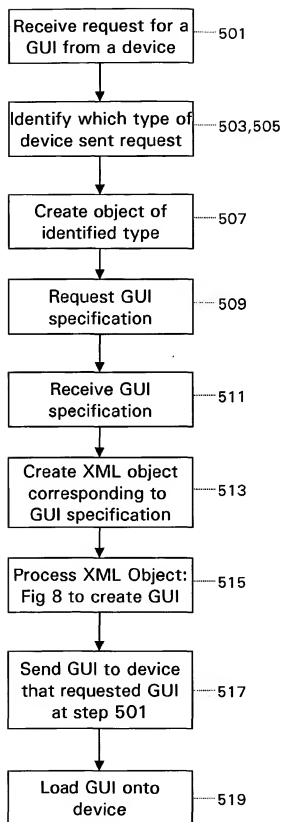 Receive request for a
GUI from a device
501
Identify which type of
device sent request
503,505
Create object of
identified type
507
Request GUI
specification
509
Receive GUI
specification
511
Create XML object
corresponding to
GUI specification
513
Process XML Object:
Fig 8 to create GUI
515
Send GUI to device
that requested GUI
at step 501
517
Load GUI onto
device
519